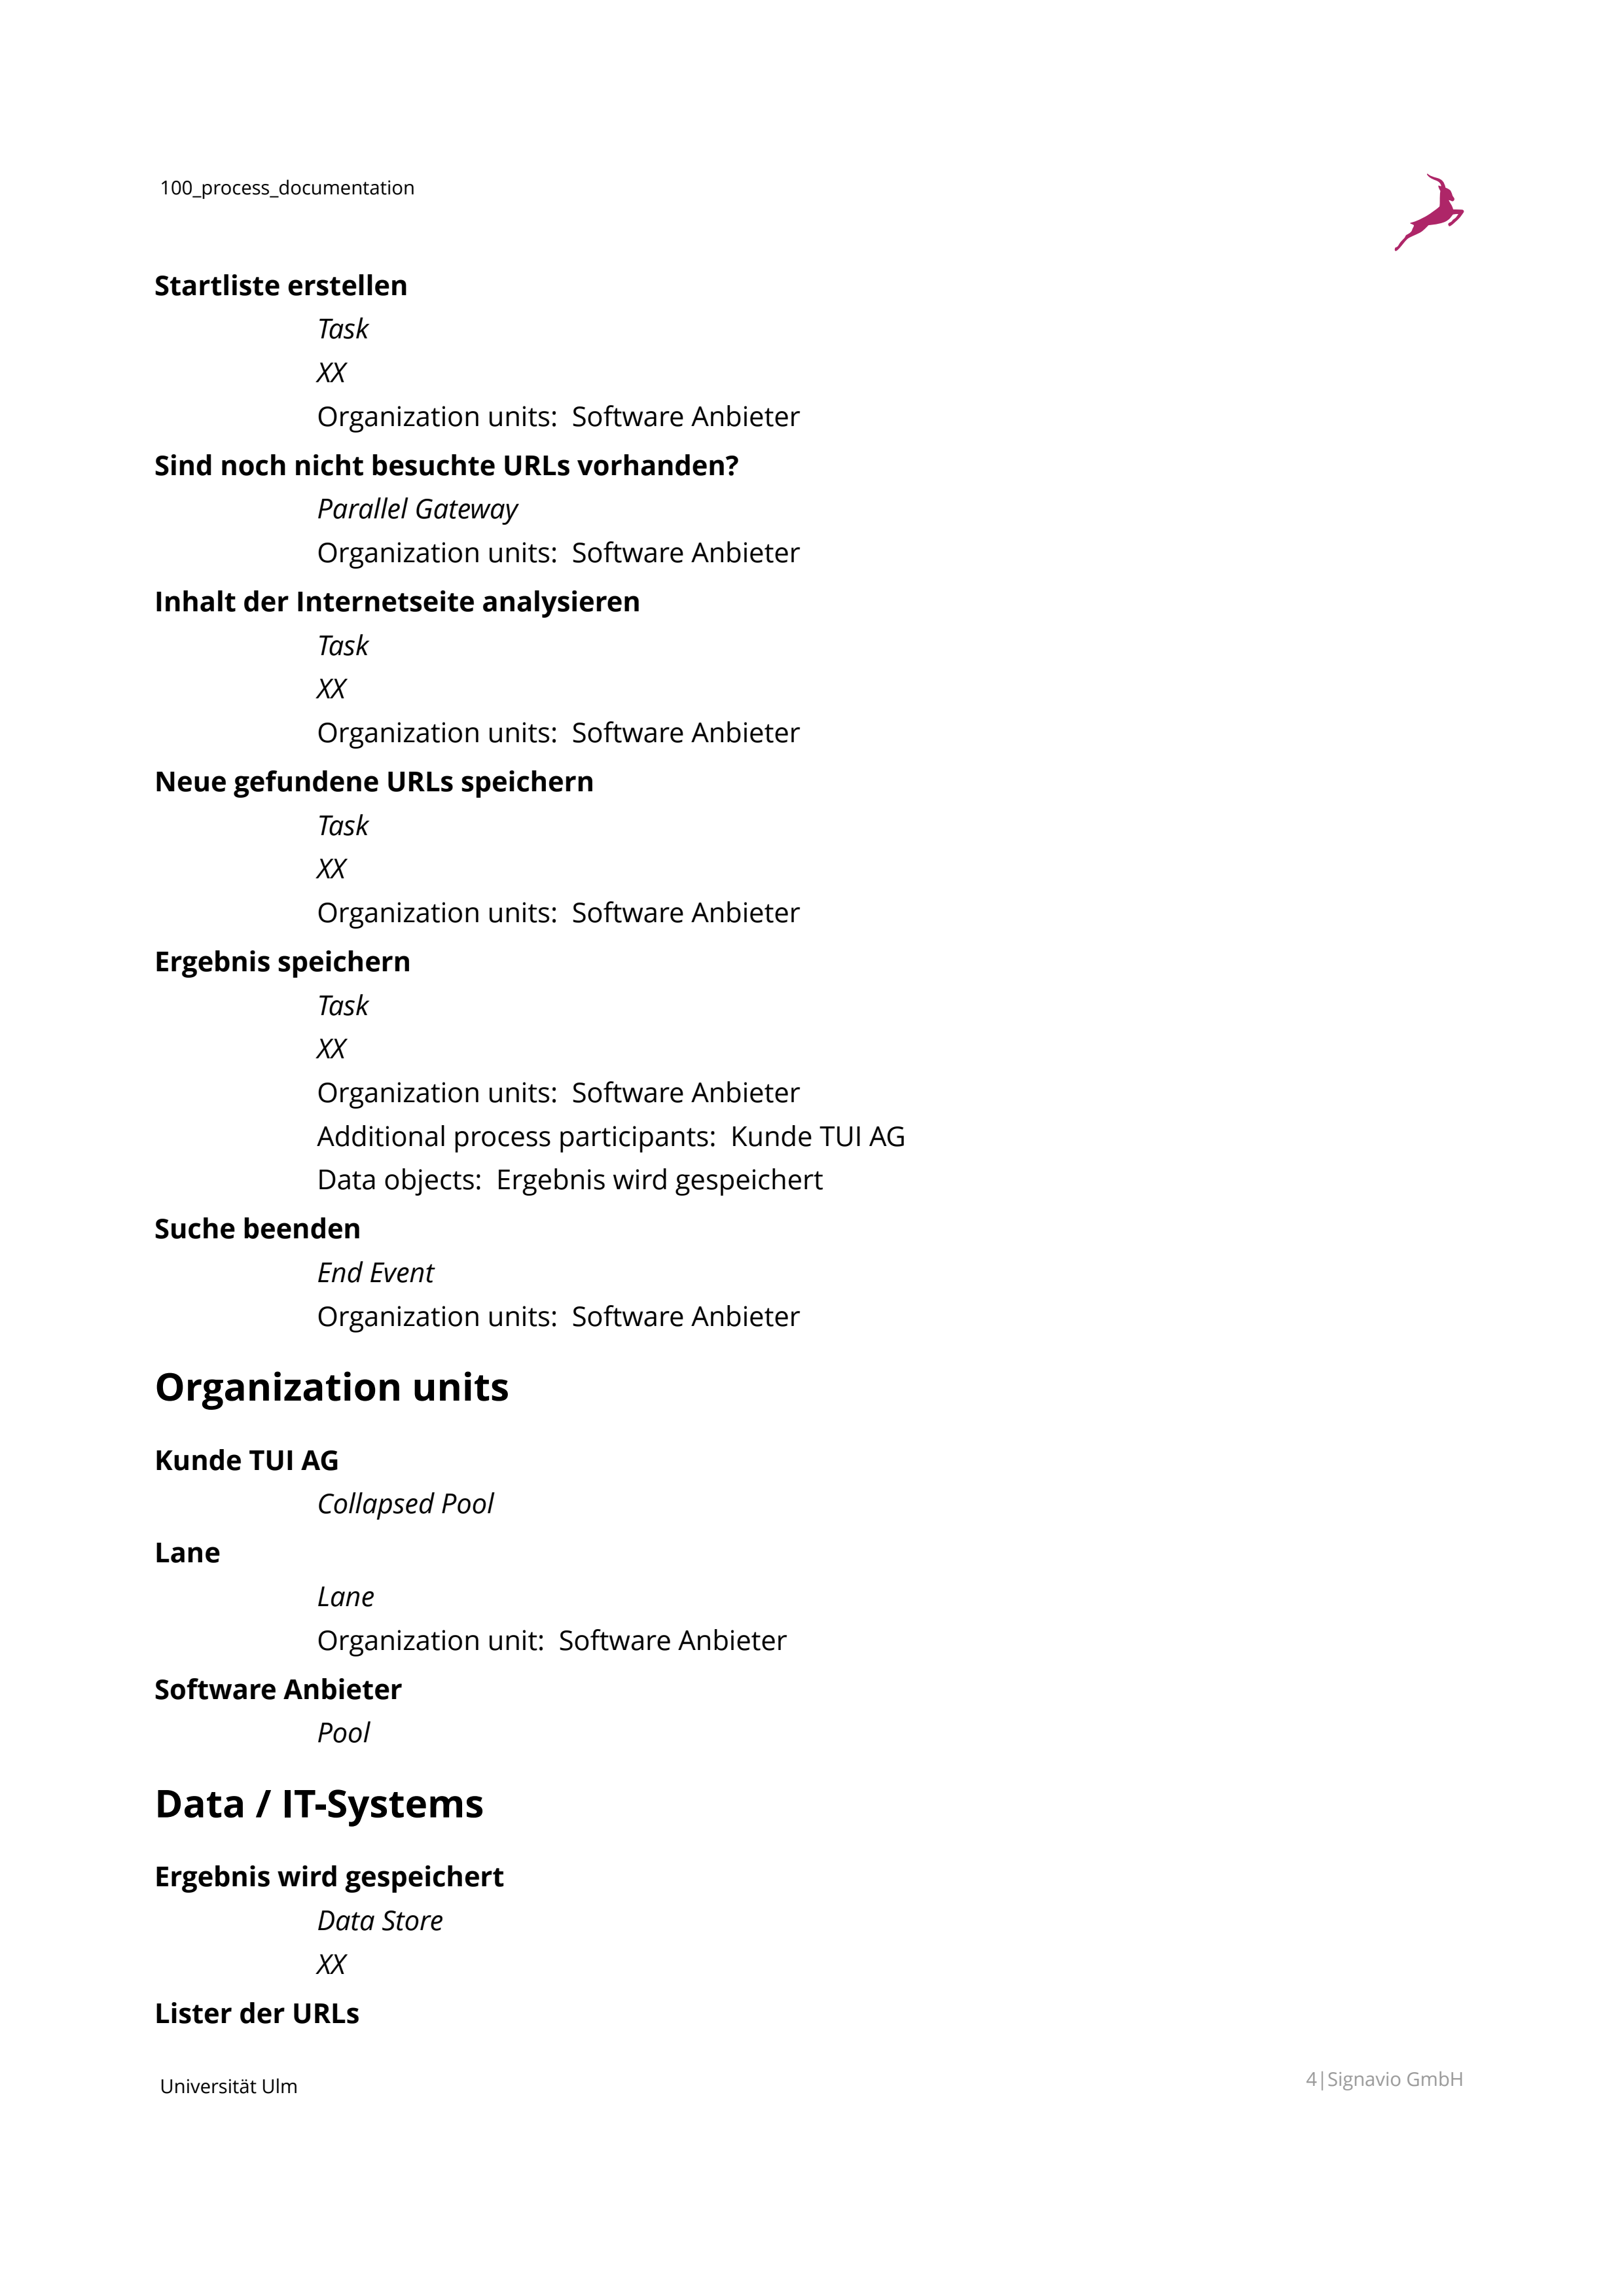 100_process_documentation
Startliste erstellen
Task
XX
Organization units:  Software Anbieter
Sind noch nicht besuchte URLs vorhanden?
Parallel Gateway
Organization units:  Software Anbieter
Inhalt der Internetseite analysieren
Task
XX
Organization units:  Software Anbieter
Neue gefundene URLs speichern
Task
XX
Organization units:  Software Anbieter
Ergebnis speichern
Task
XX
Organization units:  Software Anbieter
Additional process participants:  Kunde TUI AG
Data objects:  Ergebnis wird gespeichert
Suche beenden
End Event
Organization units:  Software Anbieter
Organization units
Kunde TUI AG
Collapsed Pool
Lane
Lane
Organization unit:  Software Anbieter
Software Anbieter
Pool
Data / IT-Systems
Ergebnis wird gespeichert
Data Store
XX
Lister der URLs
Universität Ulm
4|Signavio GmbH